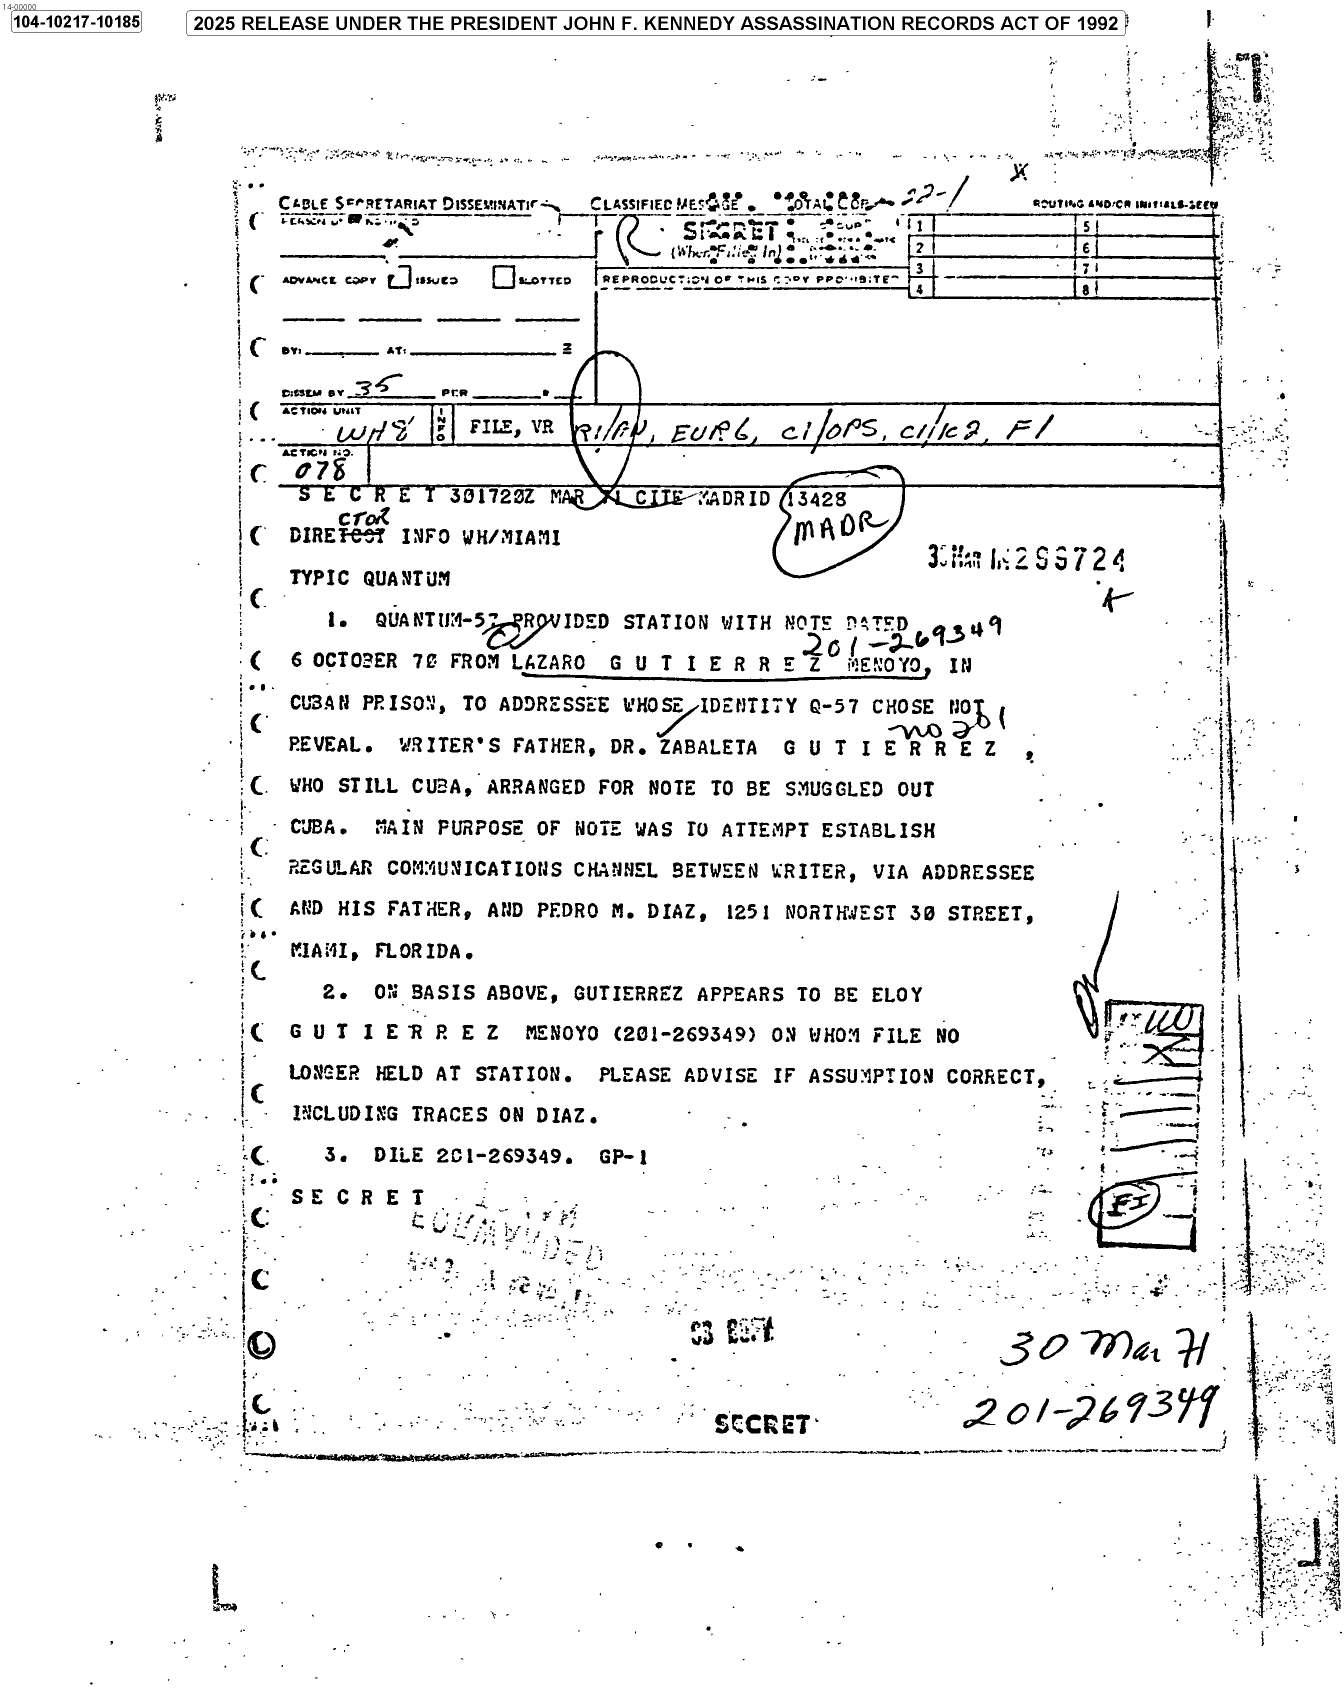 14-00000
104-10217-10185
2025 RELEASE UNDER THE PRESIDENT JOHN F. KENNEDY ASSASSINATION RECORDS ACT OF 1992
CABLE SECRETARIAT DISSEMINATI
CLASSIFIED MESSAGE TOTAL COP 22-1
ROUTING AND/OR INITIALS-SEEN
R
SECRET
(When Filled In)
1 5
2 6
3 7
4 8
ADVANCE COPY ISSUED SLOTTED
REPRODUCTION OF THIS COPY PROHIBITED
BY: AT: Z
DISSEM BY 35 PER #
ACTION UNIT
WH8 INFO FILE, VR RI/AN, EUR6, CI/OPS, CI/IC2, FI
ACTION NO.
078
S E C R E T 301720Z MAR 71 CITE MADRID 13428
CTOR
MADR
DIRETCOT INFO WH/MIAMI
30 MAR IN 296724
TYPIC QUANTUM
1. QUANTUM-57 PROVIDED STATION WITH NOTE DATED
201-269349
6 OCTOBER 70 FROM LAZARO G U T I E R R E Z MENOYO, IN
CUBAN PRISON, TO ADDRESSEE WHOSE IDENTITY Q-57 CHOSE NOT
no 201
REVEAL. WRITER'S FATHER, DR. ZABALETA G U T I E R R E Z ,
WHO STILL CUBA, ARRANGED FOR NOTE TO BE SMUGGLED OUT
CUBA. MAIN PURPOSE OF NOTE WAS TO ATTEMPT ESTABLISH
REGULAR COMMUNICATIONS CHANNEL BETWEEN WRITER, VIA ADDRESSEE
AND HIS FATHER, AND PEDRO M. DIAZ, 1251 NORTHWEST 30 STREET,
MIAMI, FLORIDA.
2. ON BASIS ABOVE, GUTIERREZ APPEARS TO BE ELOY
G U T I E R R E Z MENOYO (201-269349) ON WHOM FILE NO
LONGER HELD AT STATION. PLEASE ADVISE IF ASSUMPTION CORRECT,
INCLUDING TRACES ON DIAZ.
3. DILE 201-269349. GP-1
S E C R E T
FI
FORWARDED
30 Mar 71
SECRET
201-269349